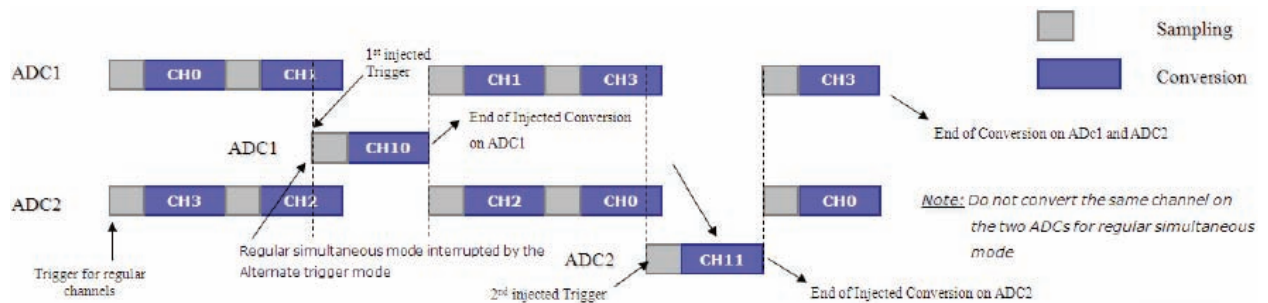 Sampling
1st injected
Trigger
ADC1
CH0
CH1
CH1
CH3
CH3
Conversion
End of Injected Conversion
on ADC1
End of Conversion on ADc1 and ADC2
ADC1
CH10
ADC2
CH3
CH2
CH2
CH0
CH0
Note: Do not convert the same channel on
the two ADCs for regular simultaneous
mode
Regular simultaneous mode interrupted by the
Alternate trigger mode
ADC2
CH11
Trigger for regular
channels
2nd injected Trigger
End of Injected Conversion on ADC2